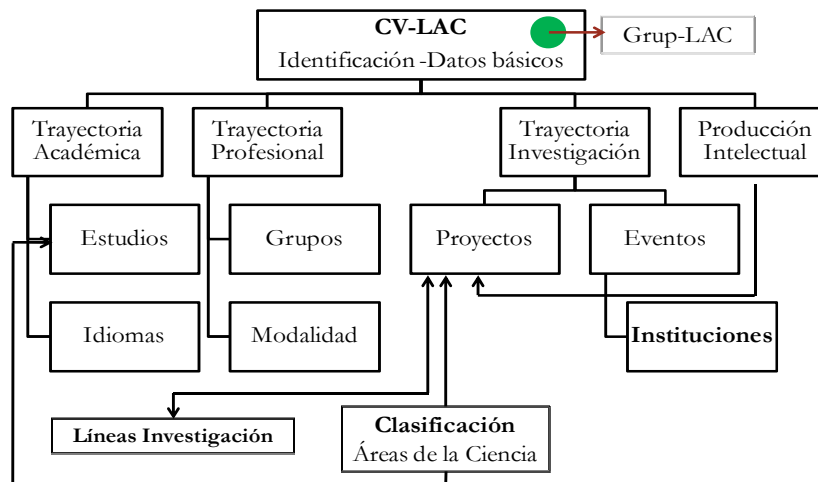 CV-LAC
Identificación -Datos básicos
Grup-LAC
Trayectoria
Académica
Trayectoria
Profesional
Trayectoria
Investigación
Producción
Intelectual
Estudios
Grupos
Proyectos
Eventos
Idiomas
Modalidad
Instituciones
Líneas Investigación
Clasificación
Áreas de la Ciencia